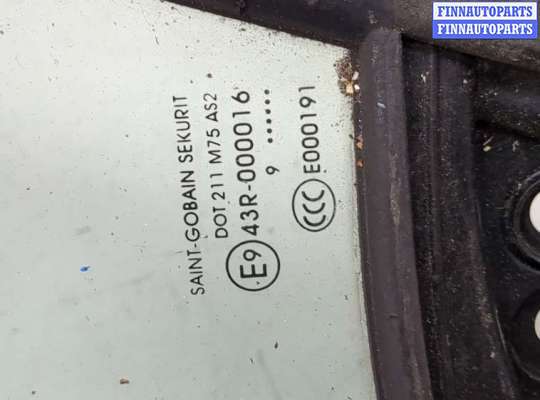 FINNAUTOPARTS
FINNAUTOPARTS
SAINT-GOBAIN SEKURIT
DOT 211 M75 AS2
E9 43R-000016
9 ......
CCC E000191